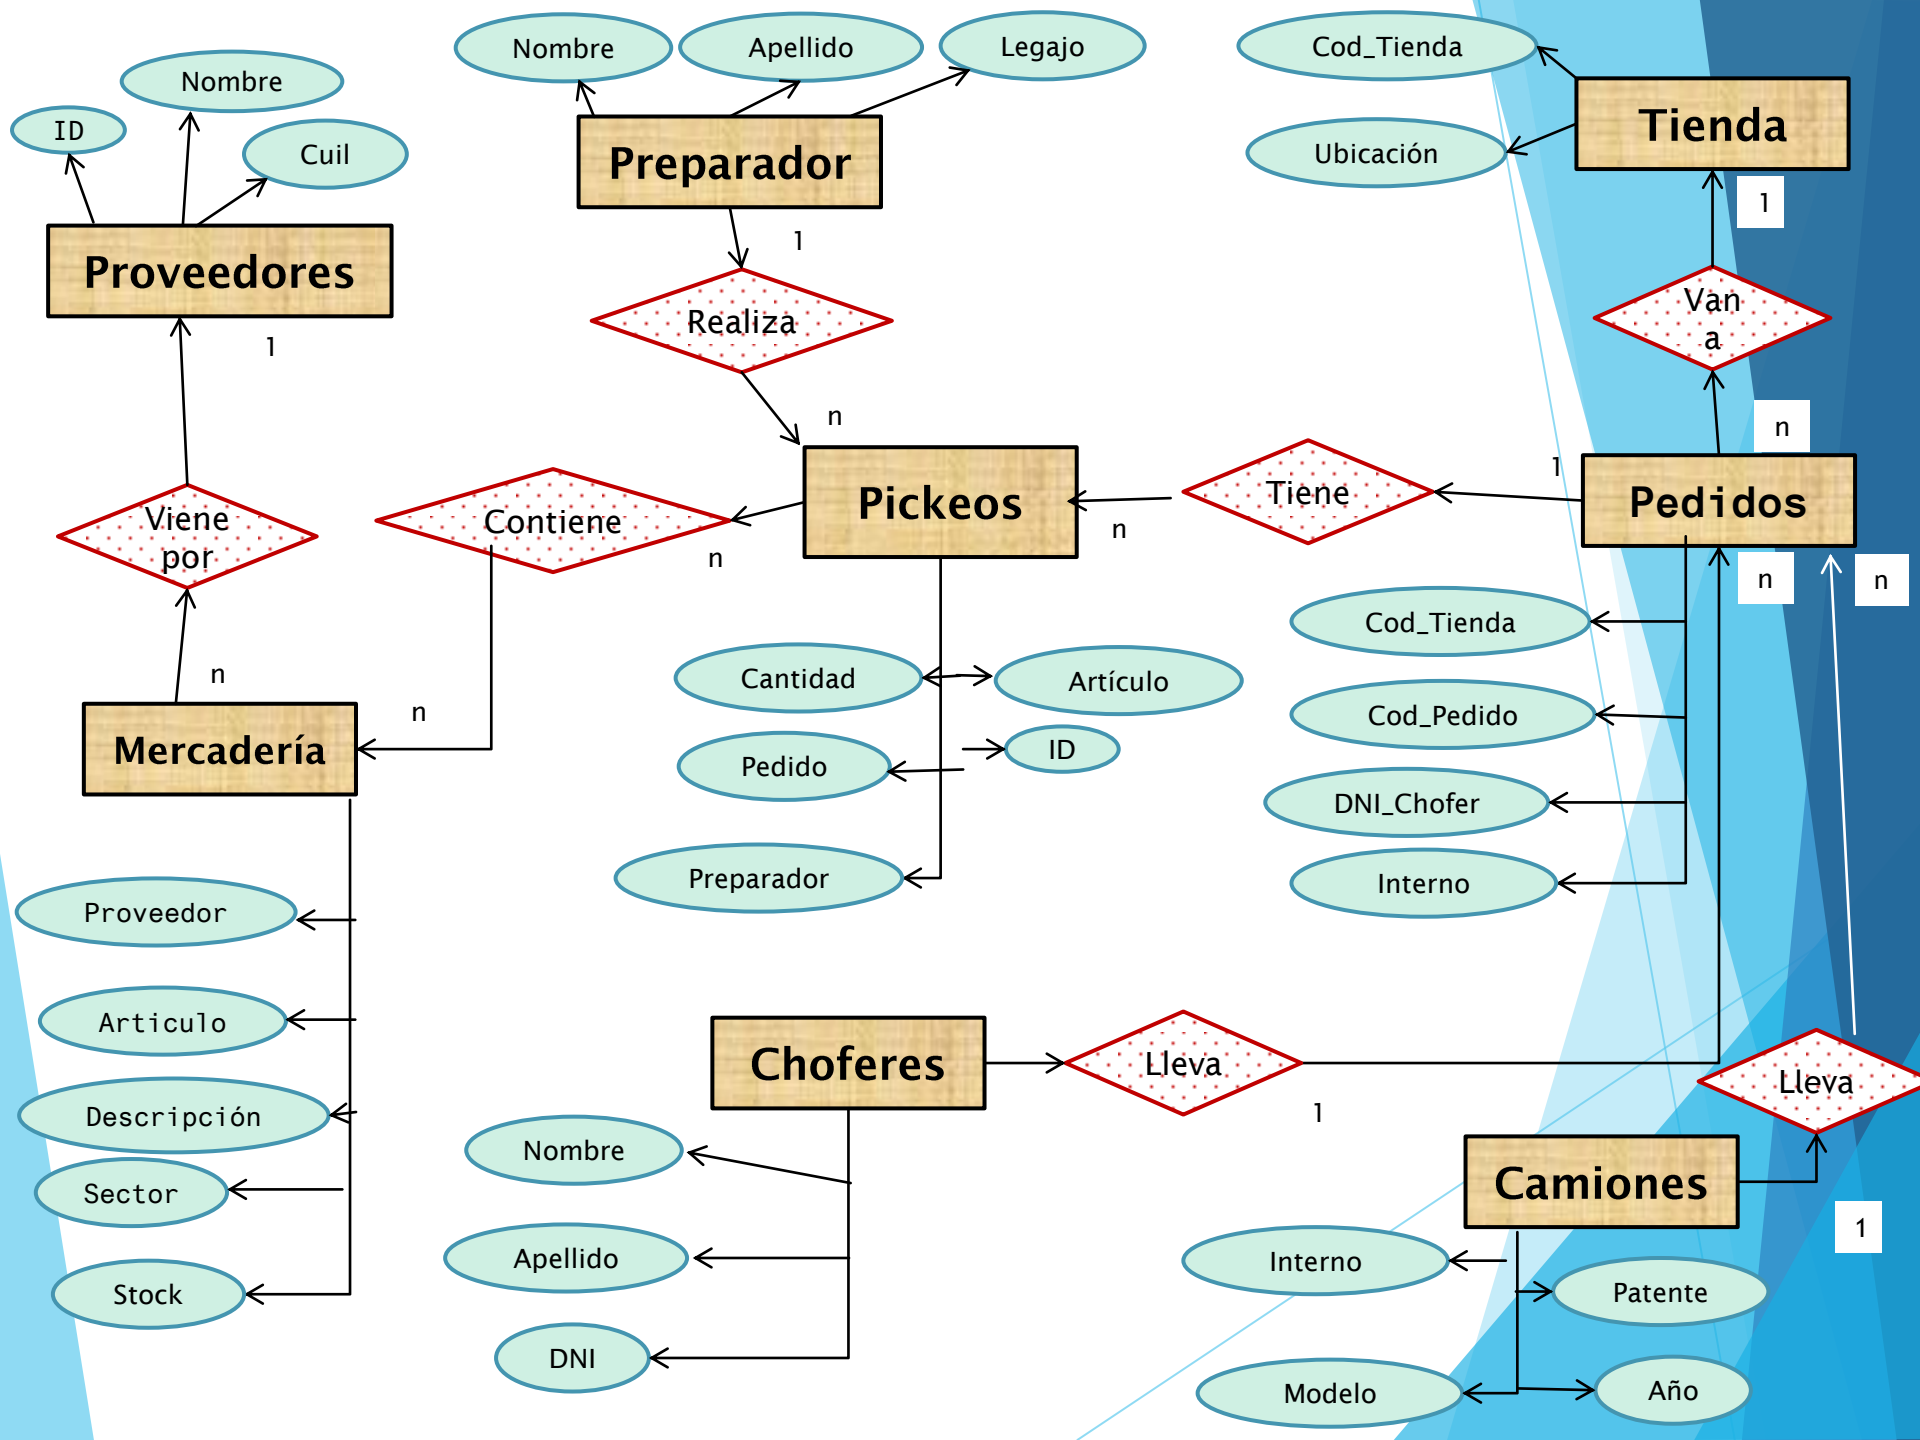 Nombre
Apellido
Legajo
Cod_Tienda
Nombre
ID
Cuil
Tienda
Ubicación
Preparador
1
Proveedores
1
1
Realiza
Van
a
n
n
Viene
por
Contiene
n
Pickeos
Tiene
n
1
Pedidos
n
n
n
n
Mercadería
Cod_Tienda
Cantidad
Artículo
Cod_Pedido
Pedido
ID
DNI_Chofer
Preparador
Interno
Proveedor
Articulo
Descripción
Sector
Stock
Choferes
Lleva
1
Lleva
Nombre
Camiones
1
Apellido
Interno
Patente
DNI
Modelo
Año